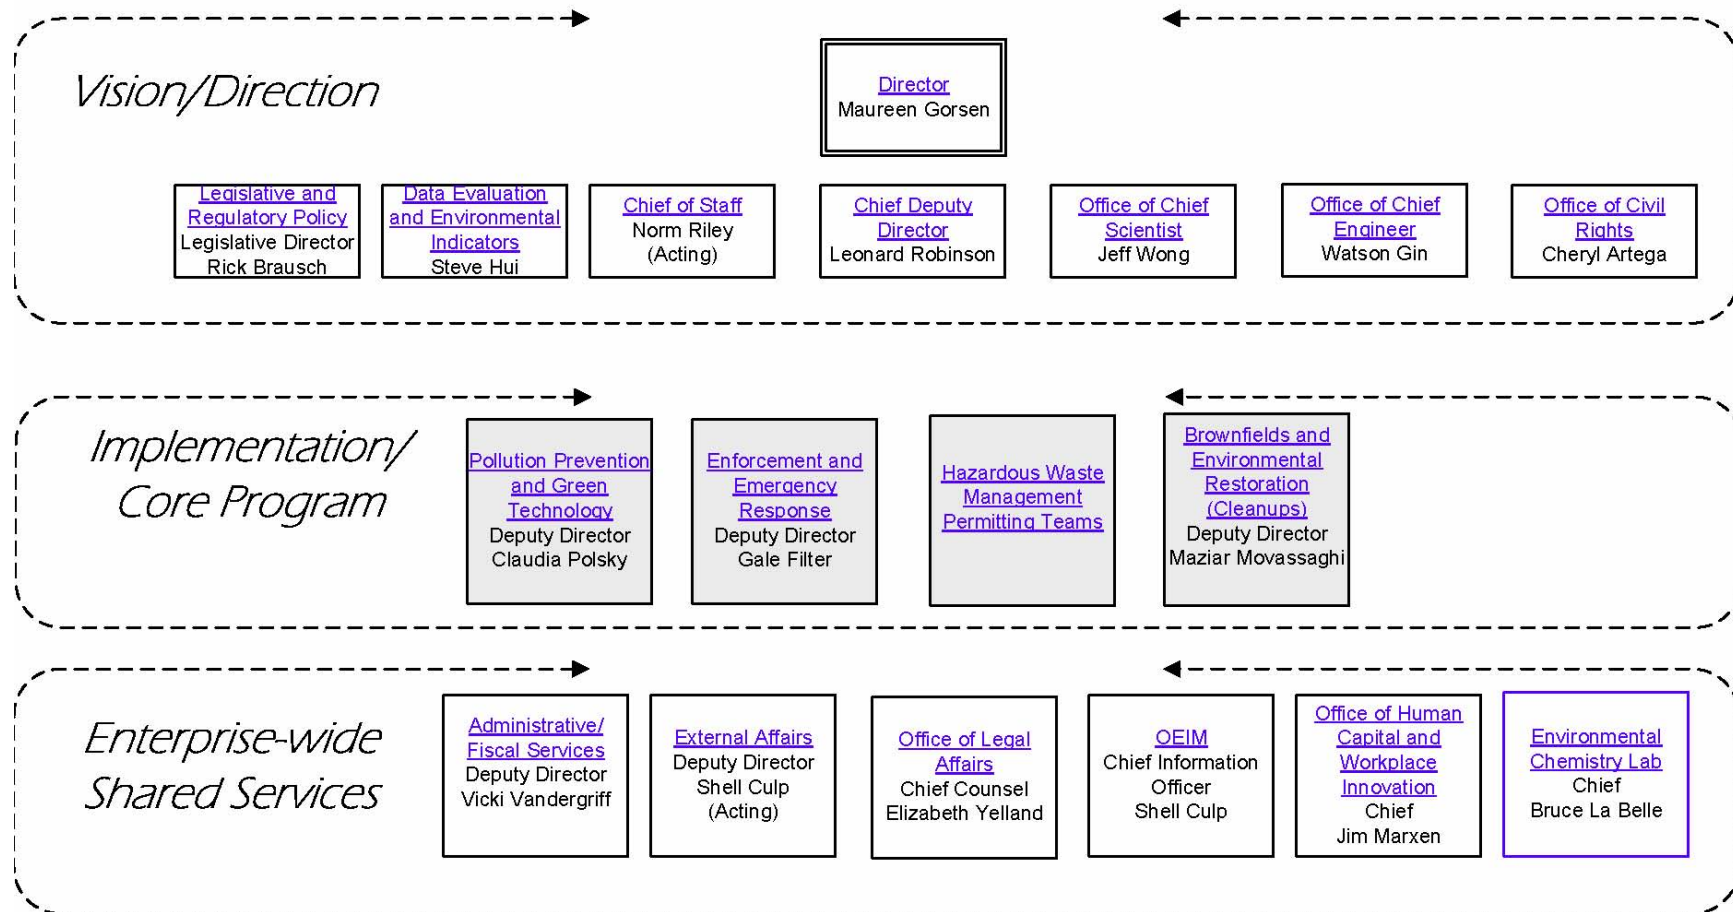 Vision/Direction
Director
Maureen Gorsen
Legislative and
Regulatory Policy
Legislative Director
Rick Brausch
Data Evaluation
and Environmental
Indicators
Steve Hui
Chief of Staff
Norm Riley
(Acting)
Chief Deputy
Director
Leonard Robinson
Office of Chief
Scientist
Jeff Wong
Office of Chief
Engineer
Watson Gin
Office of Civil
Rights
Cheryl Artega
Implementation/
Core Program
Pollution Prevention
and Green
Technology
Deputy Director
Claudia Polsky
Enforcement and
Emergency
Response
Deputy Director
Gale Filter
Hazardous Waste
Management
Permitting Teams
Brownfields and
Environmental
Restoration
(Cleanups)
Deputy Director
Maziar Movassaghi
Enterprise-wide
Shared Services
Administrative/
Fiscal Services
Deputy Director
Vicki Vandergriff
External Affairs
Deputy Director
Shell Culp
(Acting)
Office of Legal
Affairs
Chief Counsel
Elizabeth Yelland
OEIM
Chief Information
Officer
Shell Culp
Office of Human
Capital and
Workplace
Innovation
Chief
Jim Marxen
Environmental
Chemistry Lab
Chief
Bruce La Belle